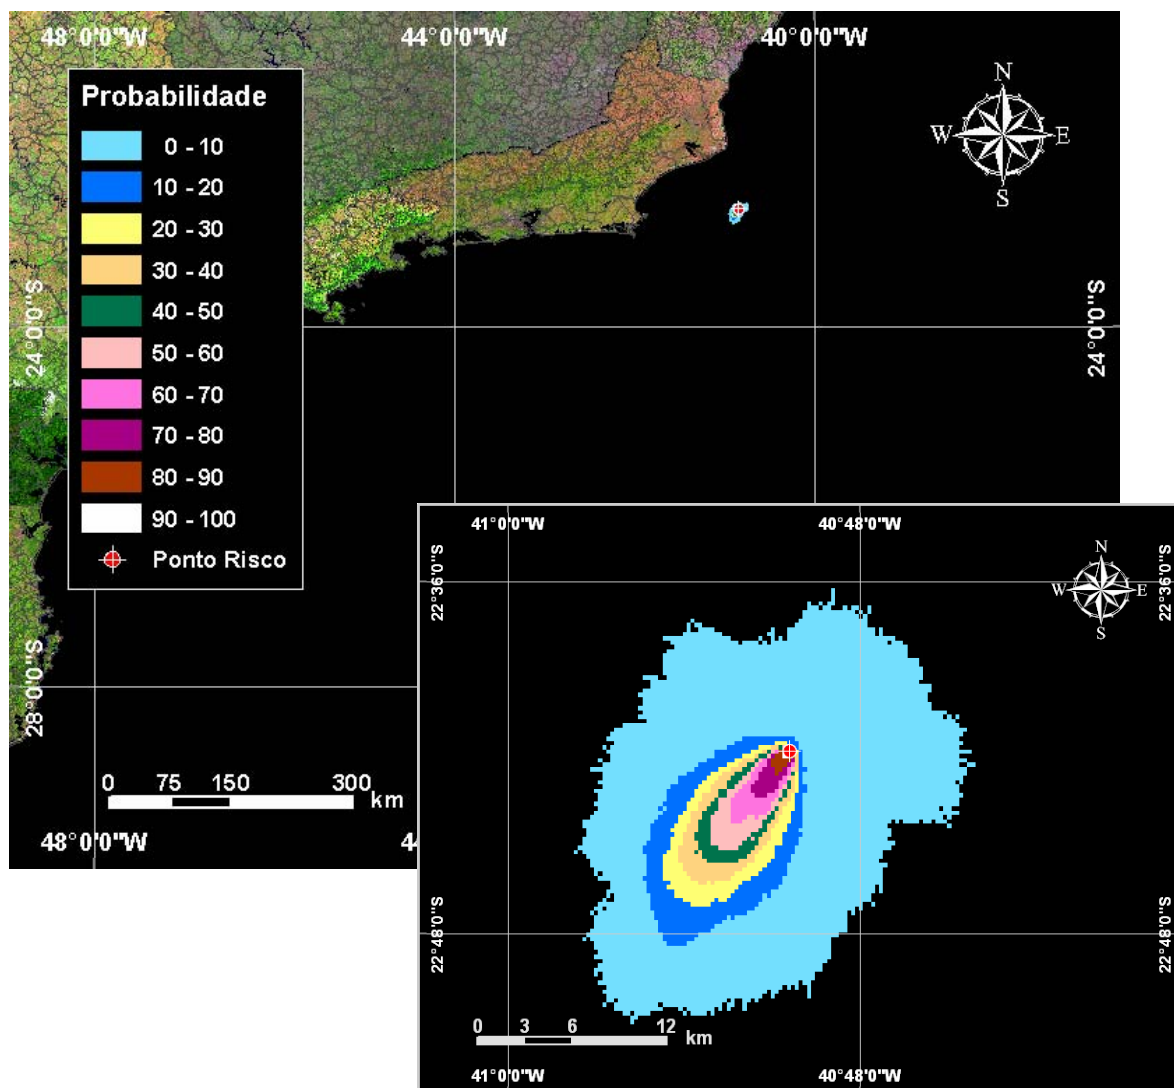 48°0'0"W 44°0'0"W 40°0'0"W
Probabilidade
0 - 10
10 - 20
20 - 30
30 - 40
40 - 50
50 - 60
60 - 70
70 - 80
80 - 90
90 - 100
Ponto Risco
N
W E
S
24°0'0"S 24°0'0"S
28°0'0"S
0 75 150 300
km
48°0'0"W 44
41°0'0"W 40°48'0"W
22°36'0"S 22°36'0"S
N
W E
S
22°48'0"S 22°48'0"S
0 3 6 12
km
41°0'0"W 40°48'0"W